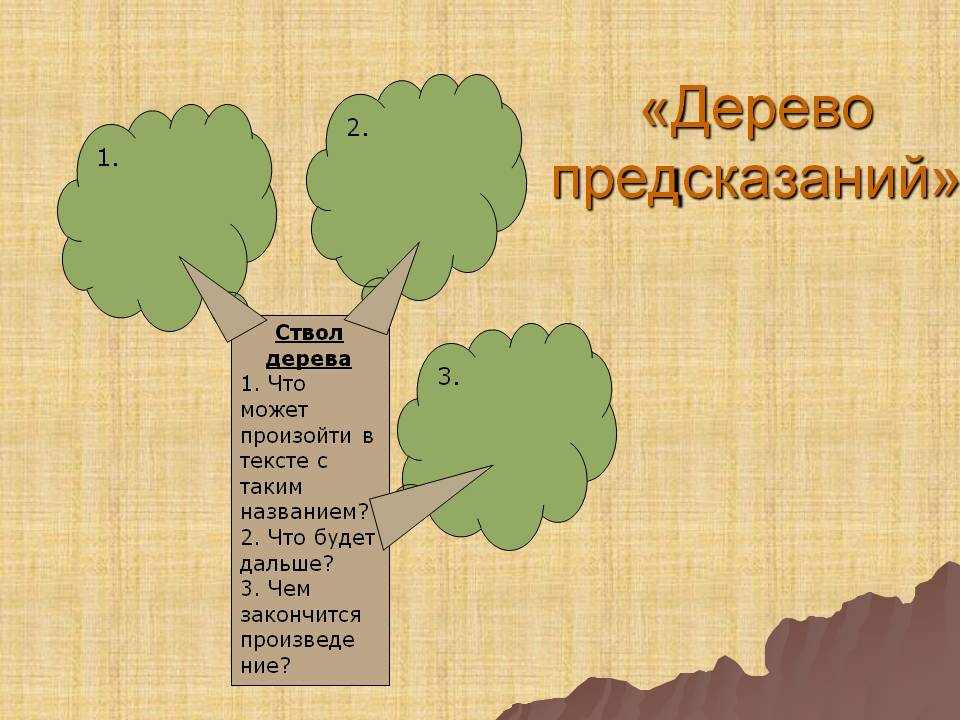 «Дерево
предсказаний»
1.
2.
3.
Ствол
дерева
1. Что
может
произойти в
тексте с
таким
названием?
2. Что будет
дальше?
3. Чем
закончится
произведе
ние?